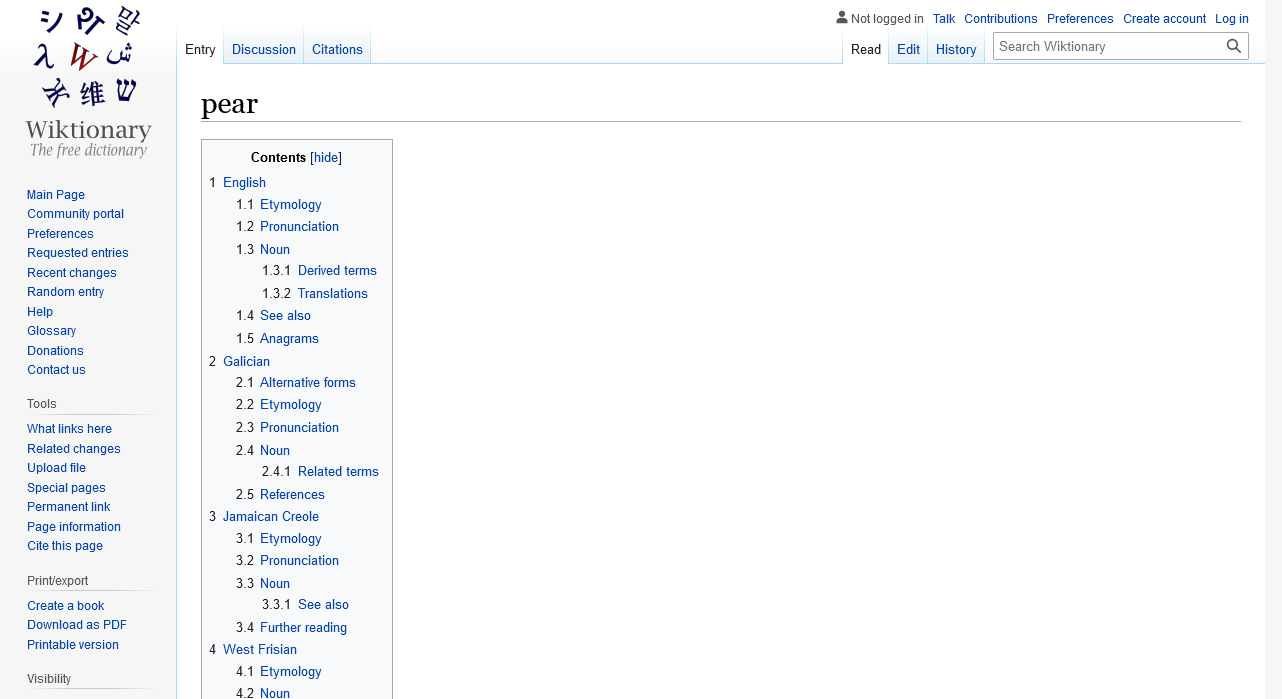 Not logged in Talk Contributions Preferences Create account Log in
Entry Discussion Citations Read Edit History Search Wiktionary
Wiktionary
The free dictionary
Main Page
Community portal
Preferences
Requested entries
Recent changes
Random entry
Help
Glossary
Donations
Contact us
Tools
What links here
Related changes
Upload file
Special pages
Permanent link
Page information
Cite this page
Print/export
Create a book
Download as PDF
Printable version
Visibility
pear
Contents [hide]
1 English
1.1 Etymology
1.2 Pronunciation
1.3 Noun
1.3.1 Derived terms
1.3.2 Translations
1.4 See also
1.5 Anagrams
2 Galician
2.1 Alternative forms
2.2 Etymology
2.3 Pronunciation
2.4 Noun
2.4.1 Related terms
2.5 References
3 Jamaican Creole
3.1 Etymology
3.2 Pronunciation
3.3 Noun
3.3.1 See also
3.4 Further reading
4 West Frisian
4.1 Etymology
4.2 Noun